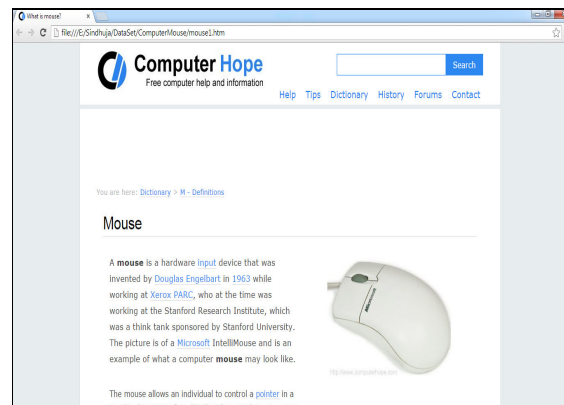 What is mouse?
file:///E:/Sindhuja/DataSet/ComputerMouse/mouse1.htm
Computer Hope
Free computer help and information
Search
Help Tips Dictionary History Forums Contact
You are here: Dictionary > M - Definitions
Mouse
A mouse is a hardware input device that was
invented by Douglas Engelbart in 1963 while
working at Xerox PARC, who at the time was
working at the Stanford Research Institute, which
was a think tank sponsored by Stanford University.
The picture is of a Microsoft IntelliMouse and is an
example of what a computer mouse may look like.
Microsoft
http://www.computerhope.com
The mouse allows an individual to control a pointer in a